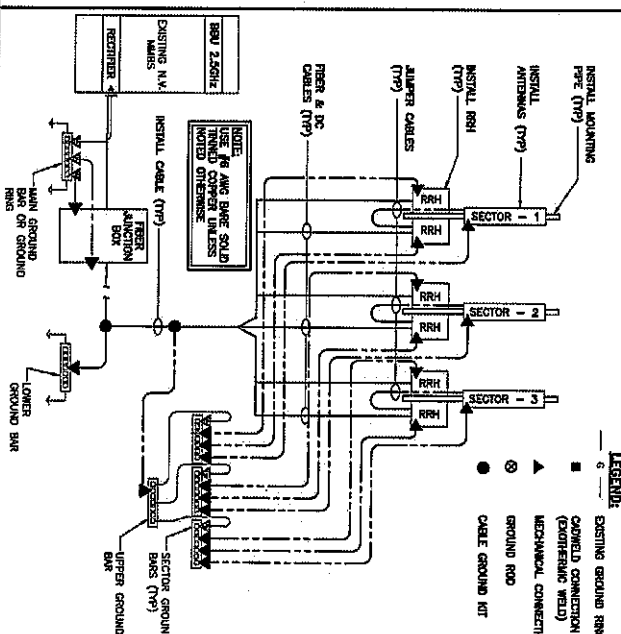 INSTALL MOUNTING
PIPE (TYP)
INSTALL
ANTENNAS (TYP)
INSTALL RRH
(TYP)
JUMPER CABLES
(TYP)
FIBER & DC
CABLES (TYP)
SECTOR - 1
RRH
RRH
SECTOR - 2
RRH
RRH
SECTOR - 3
RRH
RRH
LEGEND:
G
EXISTING GROUND RING
CADWELD CONNECTION
(EXOTHERMIC WELD)
MECHANICAL CONNECTI
GROUND ROD
CABLE GROUND KIT
NOTE:
USE #6 AWG BARE SOLID
TINNED COPPER UNLESS
NOTED OTHERWISE
BBU 2.5GHz
EXISTING N.V.
MMBS
RECTIFIER
INSTALL CABLE (TYP)
FIBER
JUNCTION
BOX
MAIN GROUND
BAR OR GROUND
RING
LOWER
GROUND BAR
SECTOR GROUN
BARS (TYP)
UPPER GROUND
BAR